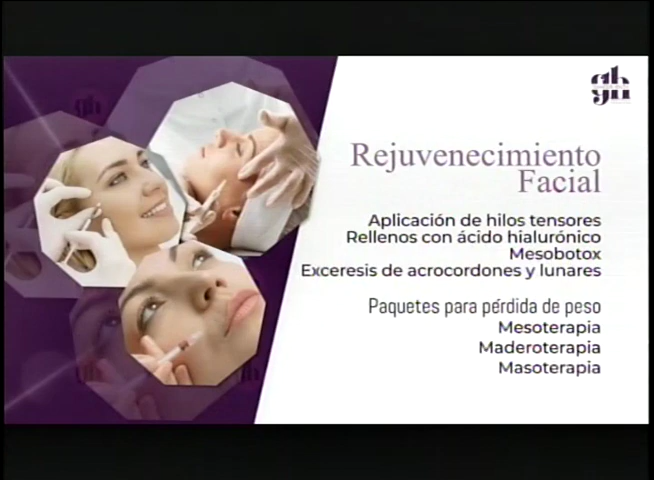 gh
Rejuvenecimiento
Facial
Aplicación de hilos tensores
Rellenos con ácido hialurónico
Mesobotox
Exceresis de acrocordones y lunares
Paquetes para pérdida de peso
Mesoterapia
Maderoterapia
Masoterapia